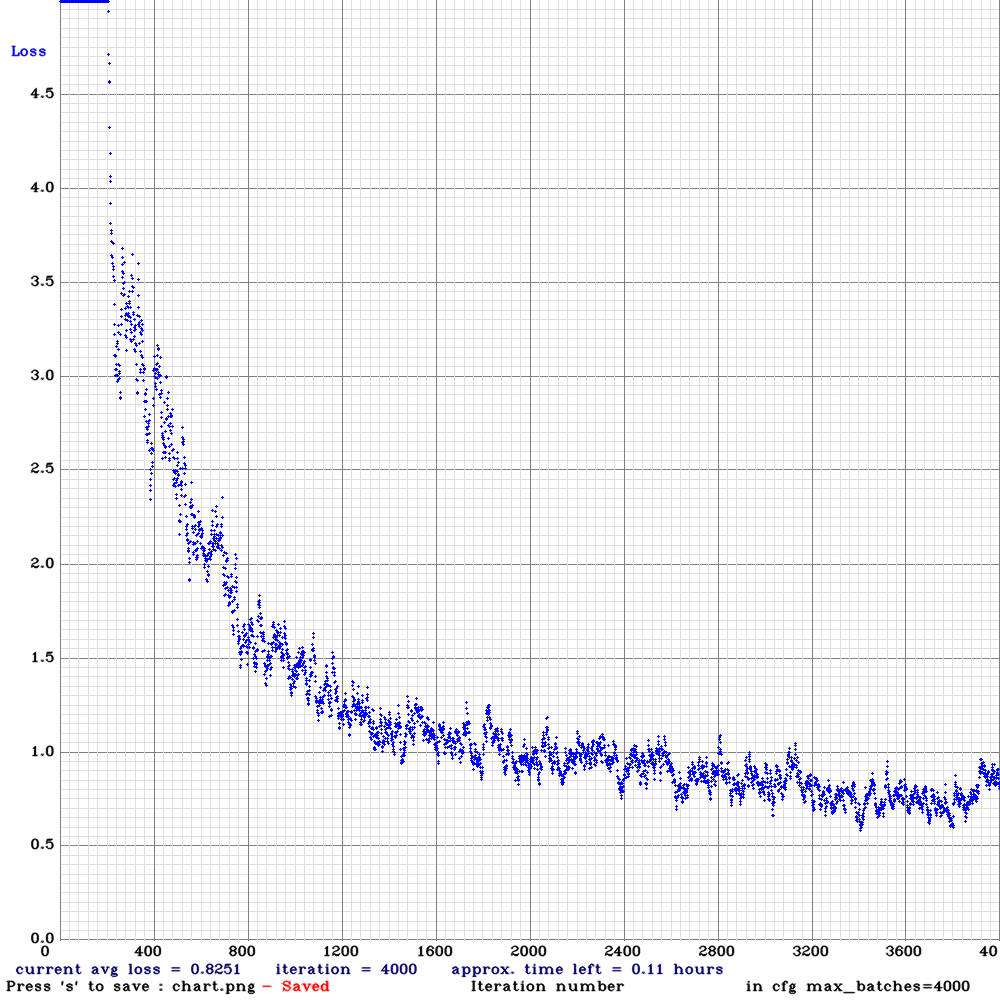 Loss
4.5
4.0
3.5
3.0
2.5
2.0
1.5
1.0
0.5
0.0
0 400 800 1200 1600 2000 2400 2800 3200 3600 40
current avg loss = 0.8251 iteration = 4000 approx. time left = 0.11 hours
Press 's' to save : chart.png - Saved Iteration number in cfg max_batches=4000